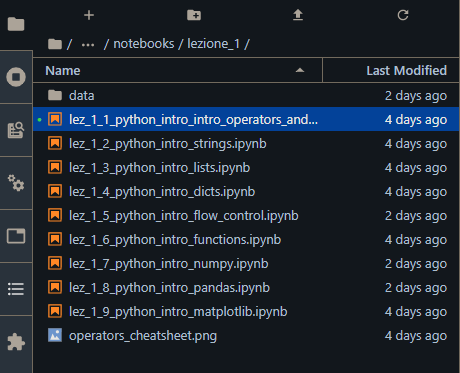 / ... / notebooks / lezione_1 /
Name Last Modified
data 2 days ago
lez_1_1_python_intro_intro_operators_and... 4 days ago
lez_1_2_python_intro_strings.ipynb 4 days ago
lez_1_3_python_intro_lists.ipynb 4 days ago
lez_1_4_python_intro_dicts.ipynb 4 days ago
lez_1_5_python_intro_flow_control.ipynb 2 days ago
lez_1_6_python_intro_functions.ipynb 4 days ago
lez_1_7_python_intro_numpy.ipynb 2 days ago
lez_1_8_python_intro_pandas.ipynb 2 days ago
lez_1_9_python_intro_matplotlib.ipynb 4 days ago
operators_cheatsheet.png 4 days ago